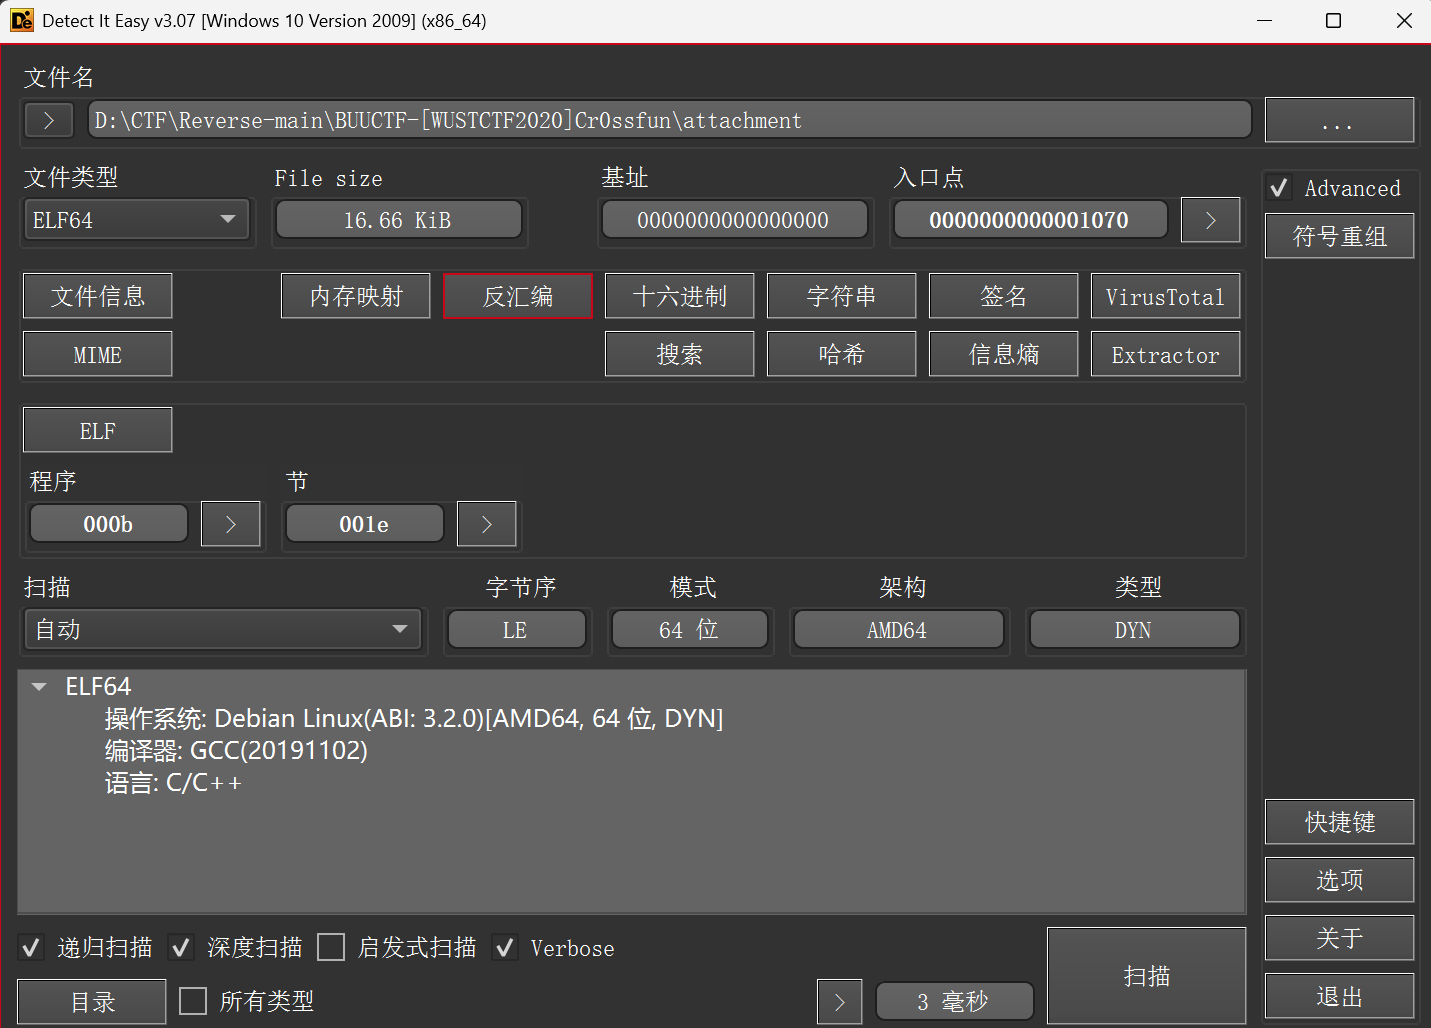 Detect It Easy v3.07 [Windows 10 Version 2009] (x86_64)
文件名
D:\CTF\Reverse-main\BUUCTF-[WUSTCTF2020]Cr0ssfun\attachment
...
文件类型 File size 基址 入口点
Advanced
ELF64 16.66 KiB 0000000000000000 0000000000001070 >
符号重组
文件信息 内存映射 反汇编 十六进制 字符串 签名 VirusTotal
MIME 搜索 哈希 信息熵 Extractor
ELF
程序 节
000b > 001e >
扫描 字节序 模式 架构 类型
自动 LE 64 位 AMD64 DYN
ELF64
操作系统: Debian Linux(ABI: 3.2.0)[AMD64, 64 位, DYN]
编译器: GCC(20191102)
语言: C/C++
快捷键
选项
关于
退出
递归扫描 深度扫描 启发式扫描 Verbose
扫描
目录 所有类型 > 3 毫秒